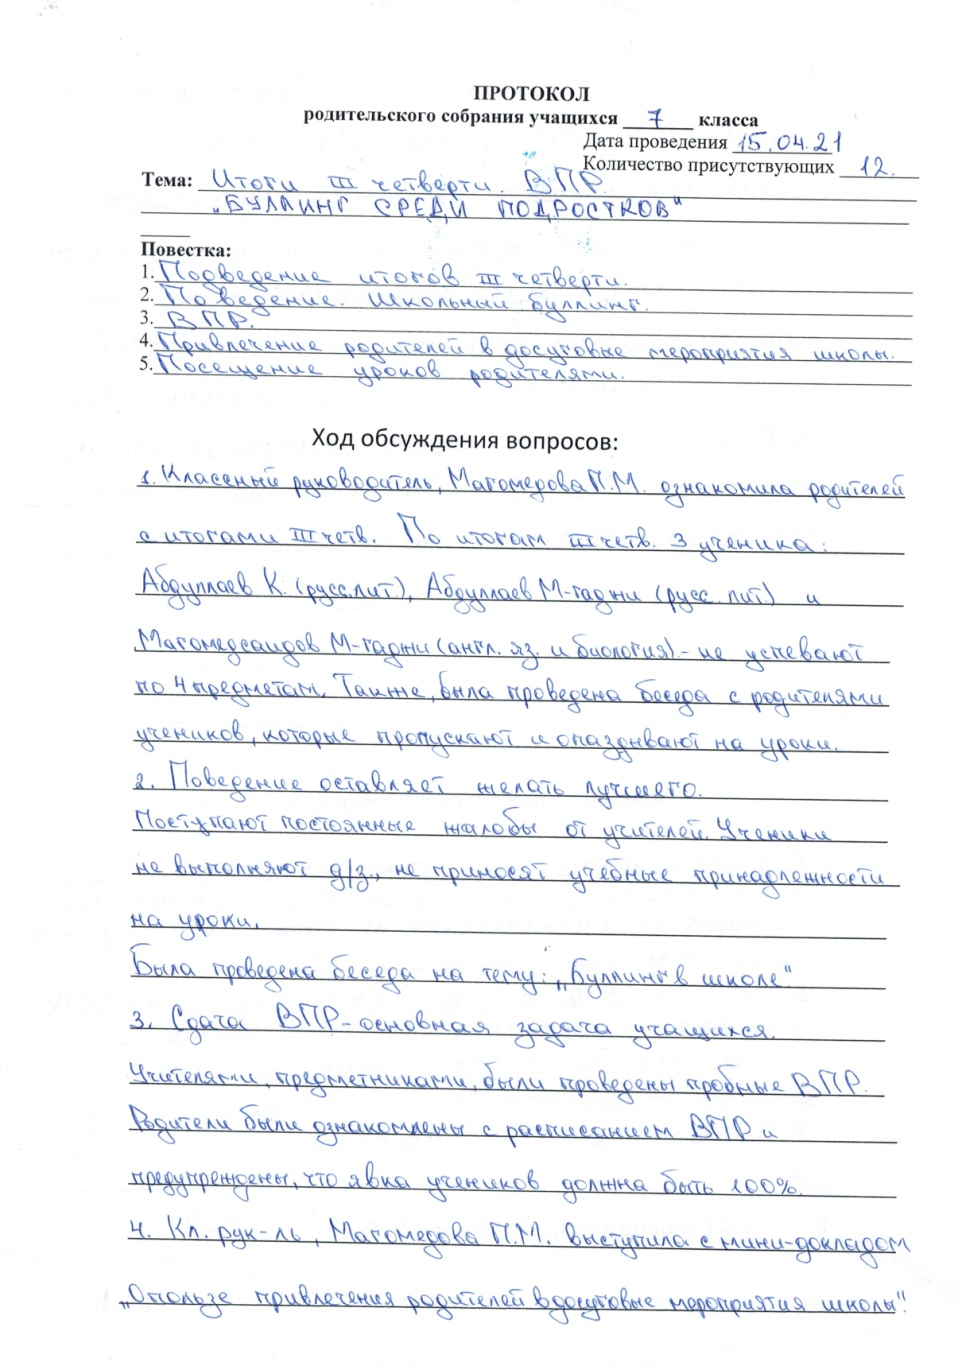 ПРОТОКОЛ
родительского собрания учащихся 7 класса
Дата проведения 15.04.21
Количество присутствующих 12.
Тема: Итоги III четверти. ВПР
„БУЛЛИНГ СРЕДИ ПОДРОСТКОВ"
Повестка:
1. Подведение итогов III четверти.
2. Поведение. Школьный буллинг.
3. ВПР.
4. Привлечение родителей в досуговые мероприятия школы.
5. Посещение уроков родителями.
Ход обсуждения вопросов:
1. Классный руководитель, Магомедова П.М. ознакомила родителей
с итогами III четв. По итогам III четв. 3 ученика:
Абдуллаев К. (русс.лит.), Абдуллаев М-гаджи (русс. лит.) и
Магомедсаидов М-гаджи (англ. яз. и биология) - не успевают
по 4 предметам. Также, была проведена беседа с родителями
учеников, которые пропускают и опаздывают на уроки.
2. Поведение оставляет желать лучшего.
Поступают постоянные жалобы от учителей. Ученики
не выполняют д/з, не приносят учебные принадлежности
на уроки.
Была проведена беседа на тему: „Буллинг в школе"
3. Сдача ВПР - основная задача учащихся.
Учителями, предметниками, были проведены пробные ВПР.
Родители были ознакомлены с расписанием ВПР и
предупреждены, что явка учеников должна быть 100%.
4. Кл. рук-ль, Магомедова П.М. выступила с мини-докладом
„О пользе привлечения родителей в досуговые мероприятия школы".